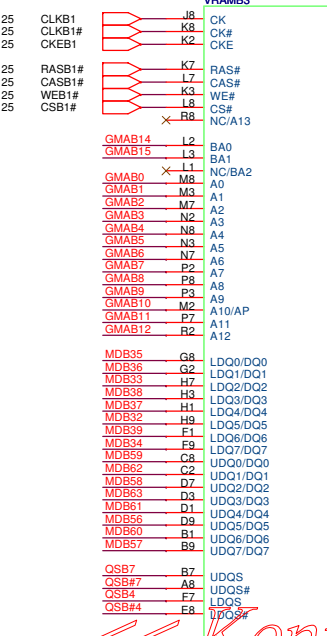 VRAMB3
25 CLKB1 J8 CK
25 CLKB1# K8 CK#
25 CKEB1 K2 CKE
25 RASB1# K7 RAS#
25 CASB1# L7 CAS#
25 WEB1# K3 WE#
25 CSB1# L8 CS#
R8 NC/A13
GMAB14 L2 BA0
GMAB15 L3 BA1
L1 NC/BA2
GMAB0 M8 A0
GMAB1 M3 A1
GMAB2 M7 A2
GMAB3 N2 A3
GMAB4 N8 A4
GMAB5 N3 A5
GMAB6 N7 A6
GMAB7 P2 A7
GMAB8 P8 A8
GMAB9 P3 A9
GMAB10 M2 A10/AP
GMAB11 P7 A11
GMAB12 R2 A12
MDB35 G8 LDQ0/DQ0
MDB36 G2 LDQ1/DQ1
MDB33 H7 LDQ2/DQ2
MDB38 H3 LDQ3/DQ3
MDB37 H1 LDQ4/DQ4
MDB32 H9 LDQ5/DQ5
MDB39 F1 LDQ6/DQ6
MDB34 F9 LDQ7/DQ7
MDB59 C8 UDQ0/DQ0
MDB62 C2 UDQ1/DQ1
MDB58 D7 UDQ2/DQ2
MDB63 D3 UDQ3/DQ3
MDB61 D1 UDQ4/DQ4
MDB56 D9 UDQ5/DQ5
MDB60 B1 UDQ6/DQ6
MDB57 B9 UDQ7/DQ7
QSB7 B7 UDQS
QSB#7 A8 UDQS#
QSB4 F7 LDQS
QSB#4 E8 LDQS#